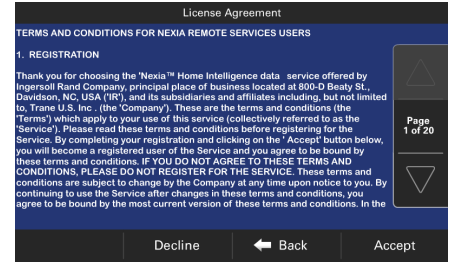 License Agreement
TERMS AND CONDITIONS FOR NEXIA REMOTE SERVICES USERS
1. REGISTRATION
Thank you for choosing the 'Nexia™ Home Intelligence data service offered by
Ingersoll Rand Company, principal place of business located at 800-D Beaty St.,
Davidson, NC, USA ('IR'), and its subsidiaries and affiliates including, but not limited
to, Trane U.S. Inc . (the 'Company'). These are the terms and conditions (the
'Terms') which apply to your use of this service (collectively referred to as the
'Service'). Please read these terms and conditions before registering for the
Service. By completing your registration and clicking on the ' Accept' button below,
you will become a registered user of the Service and you agree to be bound by
these terms and conditions. IF YOU DO NOT AGREE TO THESE TERMS AND
CONDITIONS, PLEASE DO NOT REGISTER FOR THE SERVICE. These terms and
conditions are subject to change by the Company at any time upon notice to you. By
continuing to use the Service after changes in these terms and conditions, you
agree to be bound by the most current version of these terms and conditions. In the
Page
1 of 20
Decline
Back
Accept